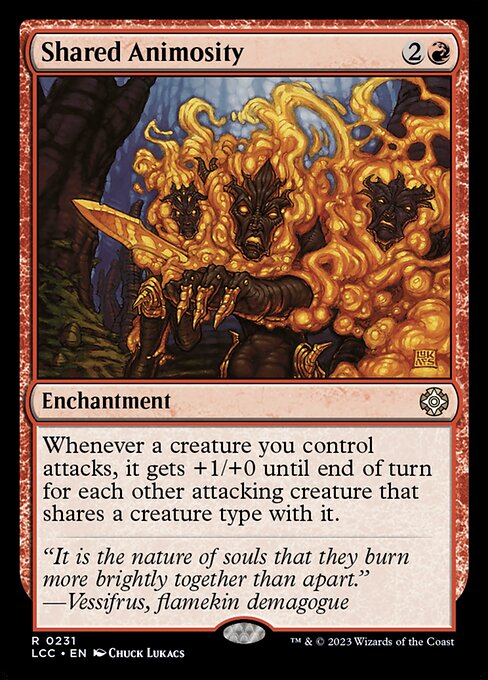 Shared Animosity 2
LUK
AcS
Enchantment
Whenever a creature you control
attacks, it gets +1/+0 until end of turn
for each other attacking creature that
shares a creature type with it.
“It is the nature of souls that they burn
more brightly together than apart.”
—Vessifrus, flamekin demagogue
R 0231
LCC • EN CHUCK LUKACS
™ & © 2023 Wizards of the Coast